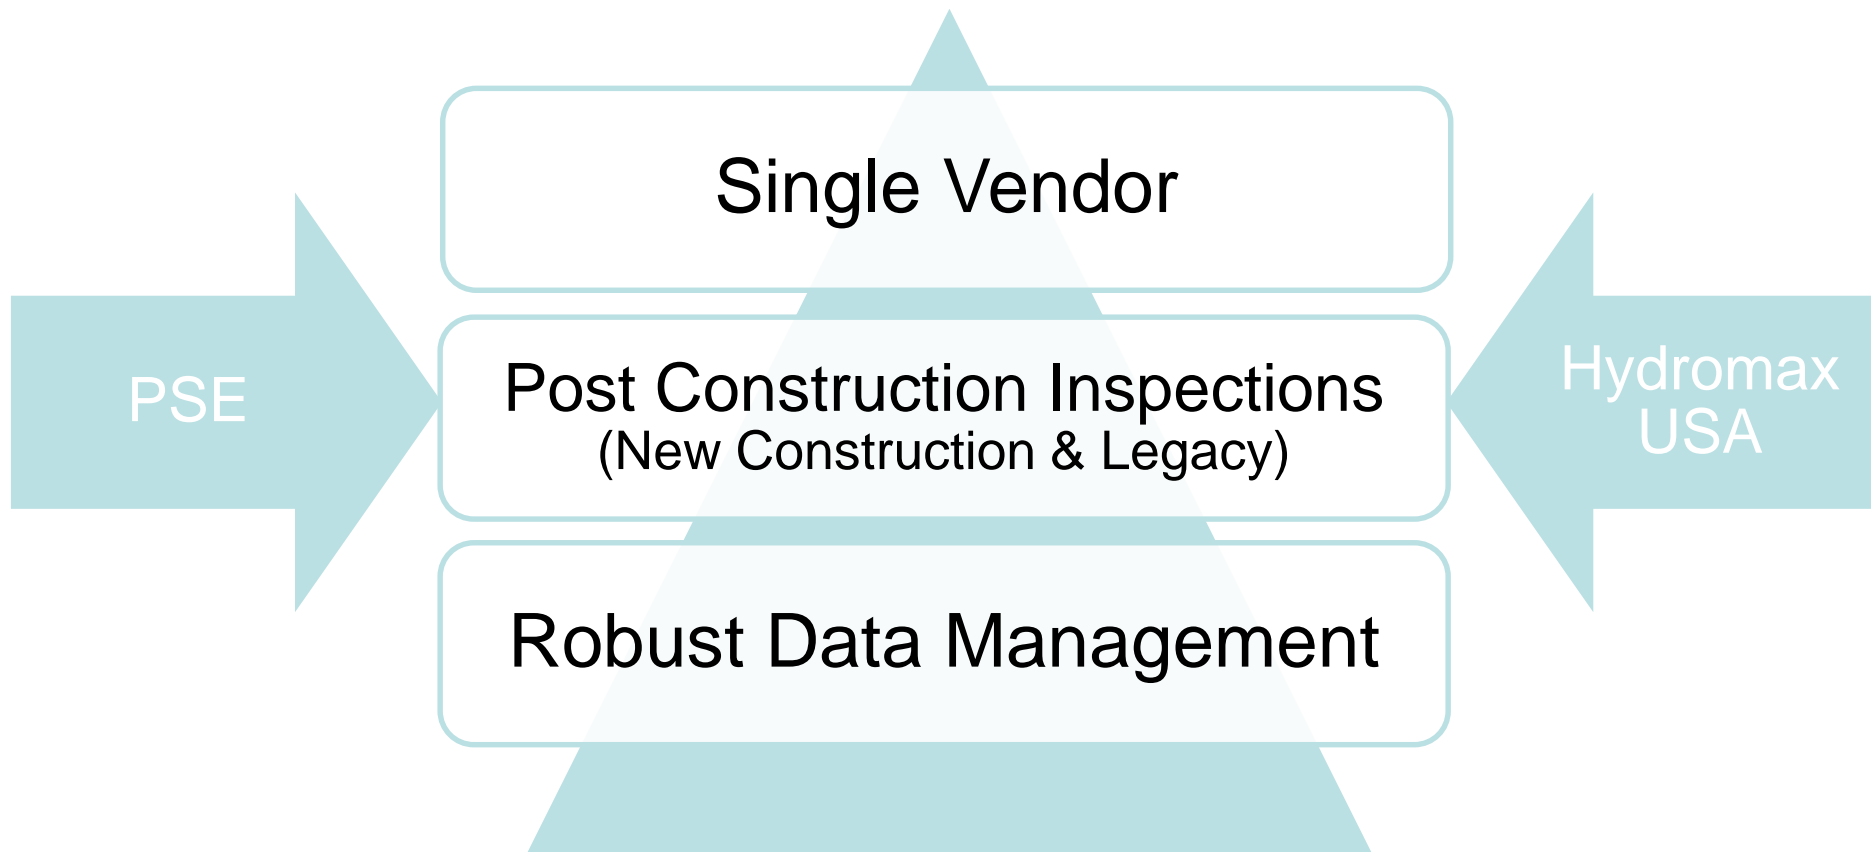 Single Vendor
PSE
Post Construction Inspections
(New Construction & Legacy)
Hydromax
USA
Robust Data Management